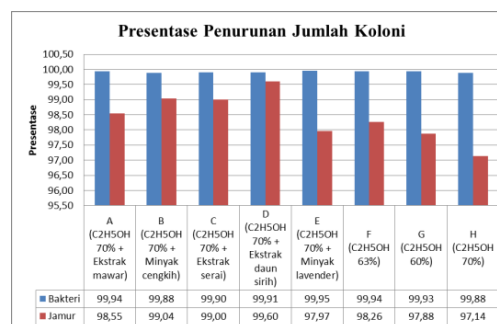 Presentase Penurunan Jumlah Koloni
Presentase
100,50
100,00
99,50
99,00
98,50
98,00
97,50
97,00
96,50
96,00
95,50
A (C2H5OH 70% + Ekstrak mawar)
B (C2H5OH 70% + Minyak cengkih)
C (C2H5OH 70% + Ekstrak serai)
D (C2H5OH 70% + Ekstrak daun sirih)
E (C2H5OH 70% + Minyak lavender)
F (C2H5OH 63%)
G (C2H5OH 60%)
H (C2H5OH 70%)
Bakteri 99,94 99,88 99,90 99,91 99,95 99,94 99,93 99,88
Jamur 98,55 99,04 99,00 99,60 97,97 98,26 97,88 97,14